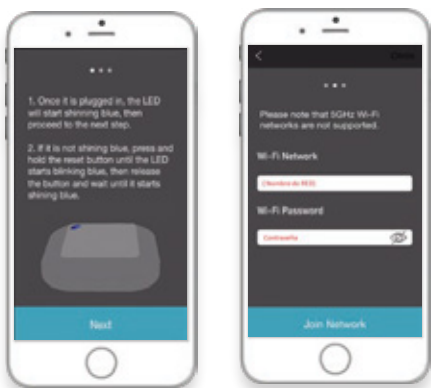 1. Once it is plugged in, the LED
will start shinning blue, then
proceed to the next step.
2. If it is not shining blue, press and
hold the reset button until the LED
starts blinking blue, then release
the button and wait until it starts
shining blue.
Next
Please note that 5GHz Wi-Fi
networks are not supported.
Wi-Fi Network
(Nombre de RED)
Wi-Fi Password
Contraseña
Join Network